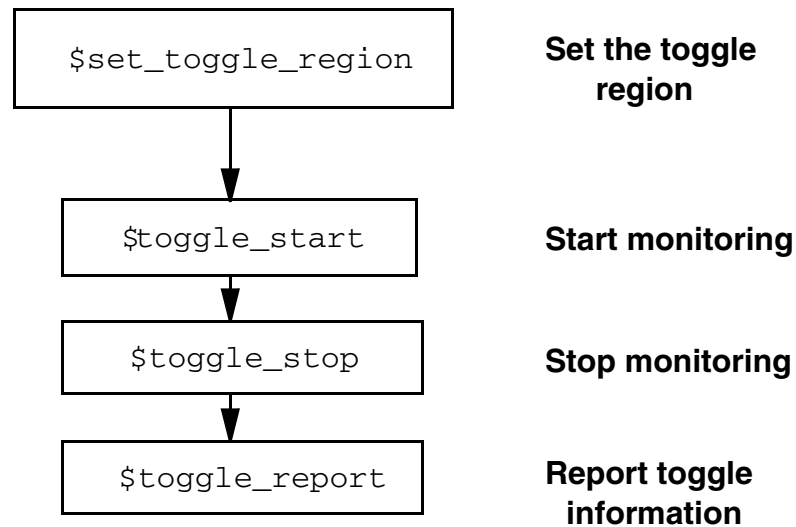 $set_toggle_region
Set the toggle
region
$toggle_start
Start monitoring
$toggle_stop
Stop monitoring
$toggle_report
Report toggle
information